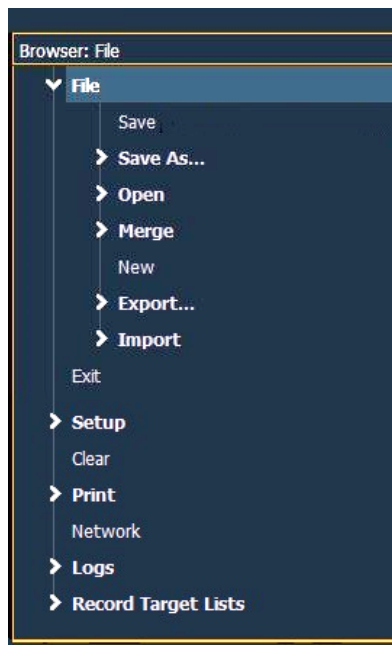 Browser: File
File
Save
Save As...
Open
Merge
New
Export...
Import
Exit
Setup
Clear
Print
Network
Logs
Record Target Lists